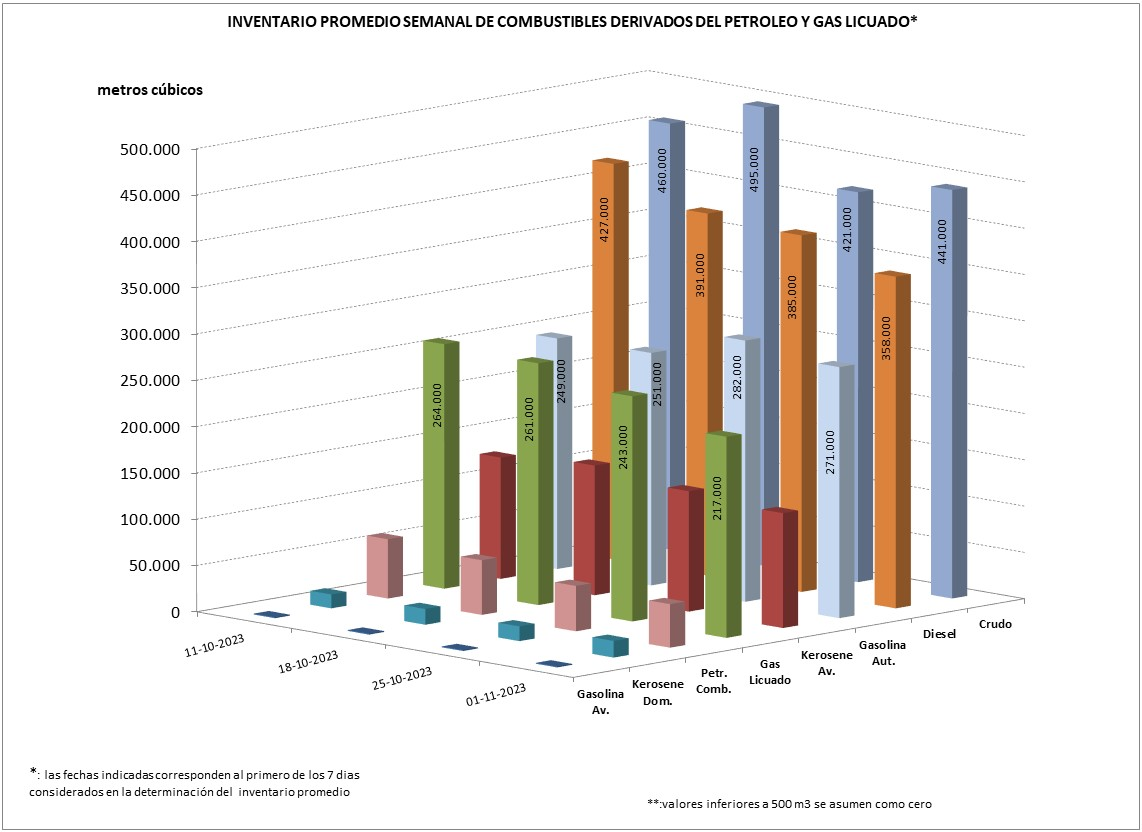 INVENTARIO PROMEDIO SEMANAL DE COMBUSTIBLES DERIVADOS DEL PETROLEO Y GAS LICUADO*
metros cúbicos
500.000
450.000
400.000
350.000
300.000
250.000
200.000
150.000
100.000
50.000
0
427.000
460.000
495.000
391.000
421.000
385.000
441.000
358.000
264.000
249.000
261.000
251.000
243.000
282.000
217.000
271.000
11-10-2023
18-10-2023
25-10-2023
01-11-2023
Gasolina
Av.
Kerosene
Dom.
Petr.
Comb.
Gas
Licuado
Kerosene
Av.
Gasolina
Aut.
Diesel
Crudo
*: las fechas indicadas corresponden al primero de los 7 dias
considerados en la determinación del inventario promedio
**:valores inferiores a 500 m3 se asumen como cero